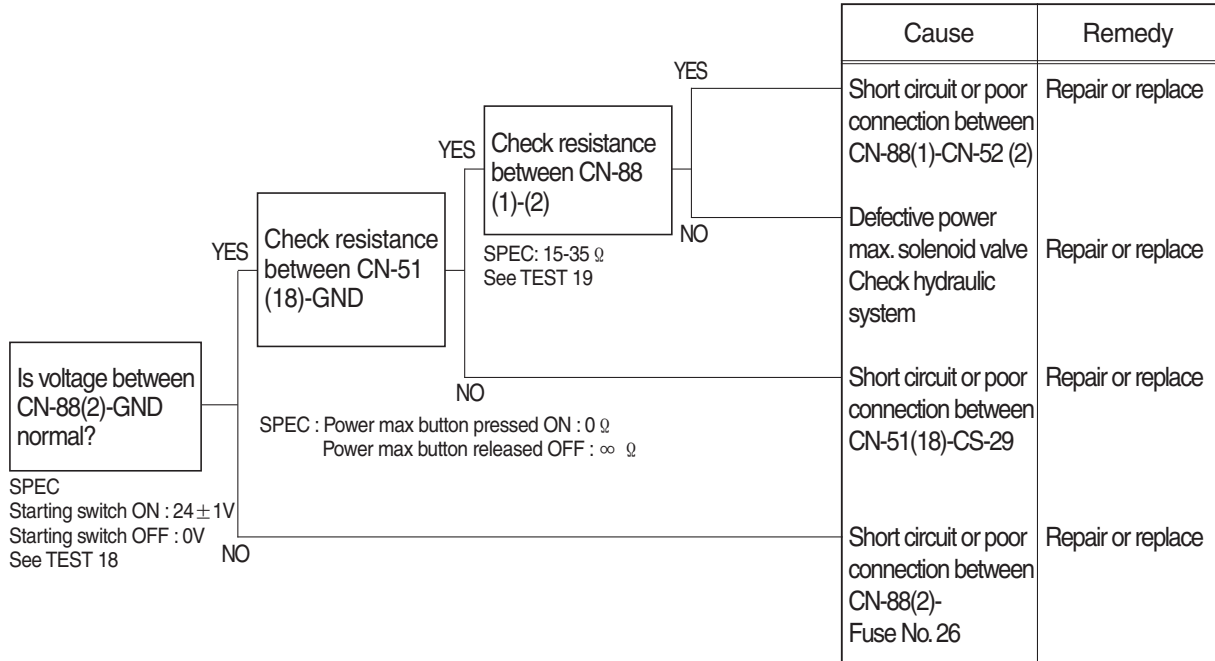 Cause
Remedy
YES
Short circuit or poor
connection between
CN-88(1)-CN-52 (2)
Repair or replace
YES
Check resistance
between CN-88
(1)-(2)
NO
SPEC: 15-35 Ω
See TEST 19
Defective power
max. solenoid valve
Check hydraulic
system
Repair or replace
YES
Check resistance
between CN-51
(18)-GND
NO
SPEC : Power max button pressed ON : 0 Ω
Power max button released OFF : ∞ Ω
Short circuit or poor
connection between
CN-51(18)-CS-29
Repair or replace
Is voltage between
CN-88(2)-GND
normal?
SPEC
Starting switch ON : 24±1V
Starting switch OFF : 0V
See TEST 18
NO
Short circuit or poor
connection between
CN-88(2)-
Fuse No. 26
Repair or replace